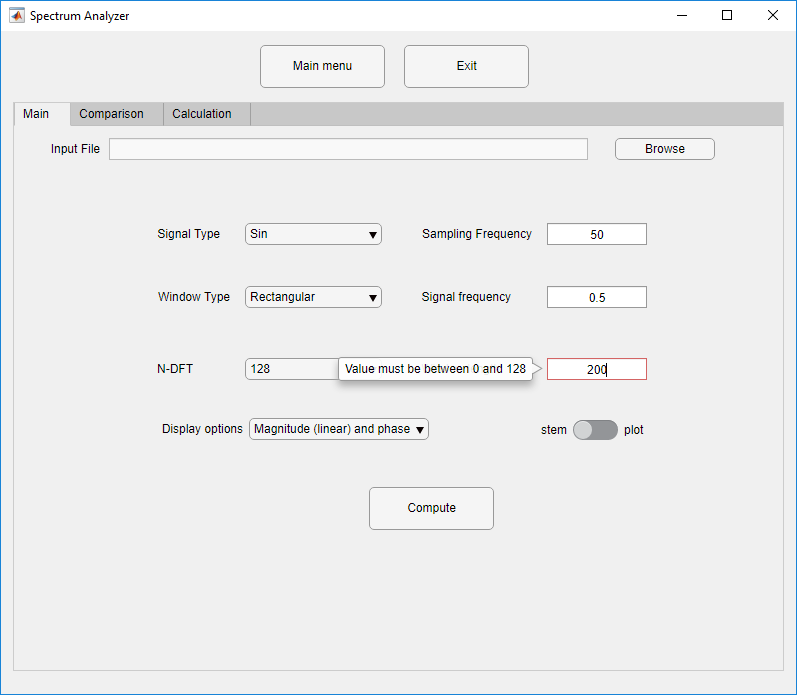 Spectrum Analyzer
Main menu Exit
Main Comparison Calculation
Input File Browse
Signal Type Sin Sampling Frequency 50
Window Type Rectangular Signal frequency 0.5
N-DFT 128 Value must be between 0 and 128 200
Display options Magnitude (linear) and phase stem plot
Compute